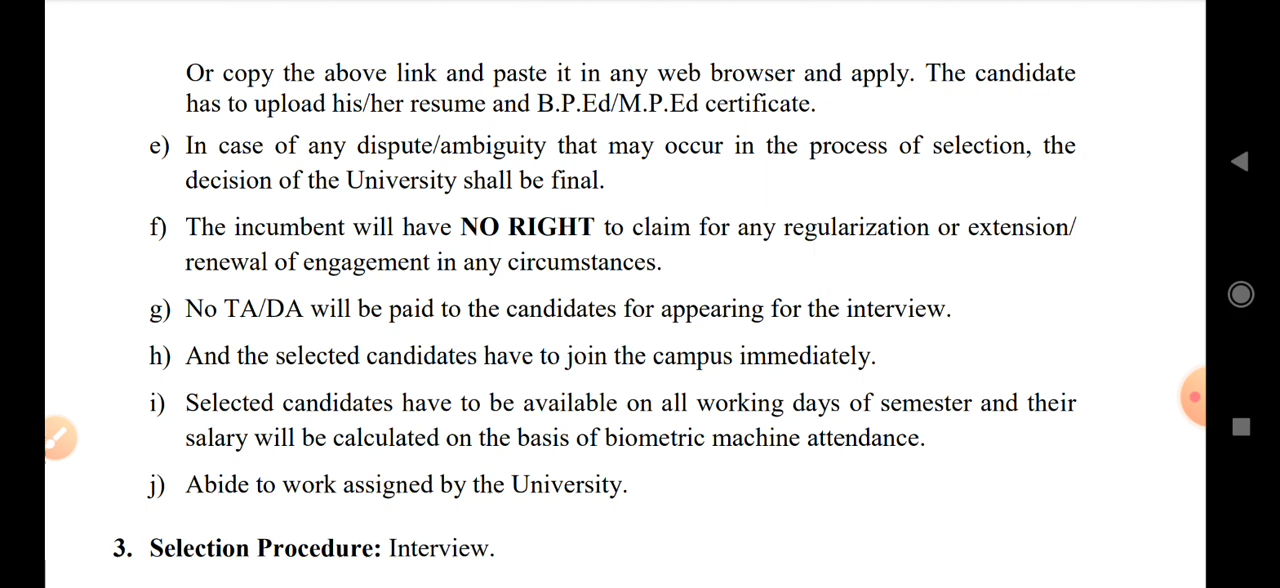 Or copy the above link and paste it in any web browser and apply. The candidate
has to upload his/her resume and B.P.Ed/M.P.Ed certificate.
e) In case of any dispute/ambiguity that may occur in the process of selection, the
decision of the University shall be final.
f) The incumbent will have NO RIGHT to claim for any regularization or extension/
renewal of engagement in any circumstances.
g) No TA/DA will be paid to the candidates for appearing for the interview.
h) And the selected candidates have to join the campus immediately.
i) Selected candidates have to be available on all working days of semester and their
salary will be calculated on the basis of biometric machine attendance.
j) Abide to work assigned by the University.
3. Selection Procedure: Interview.